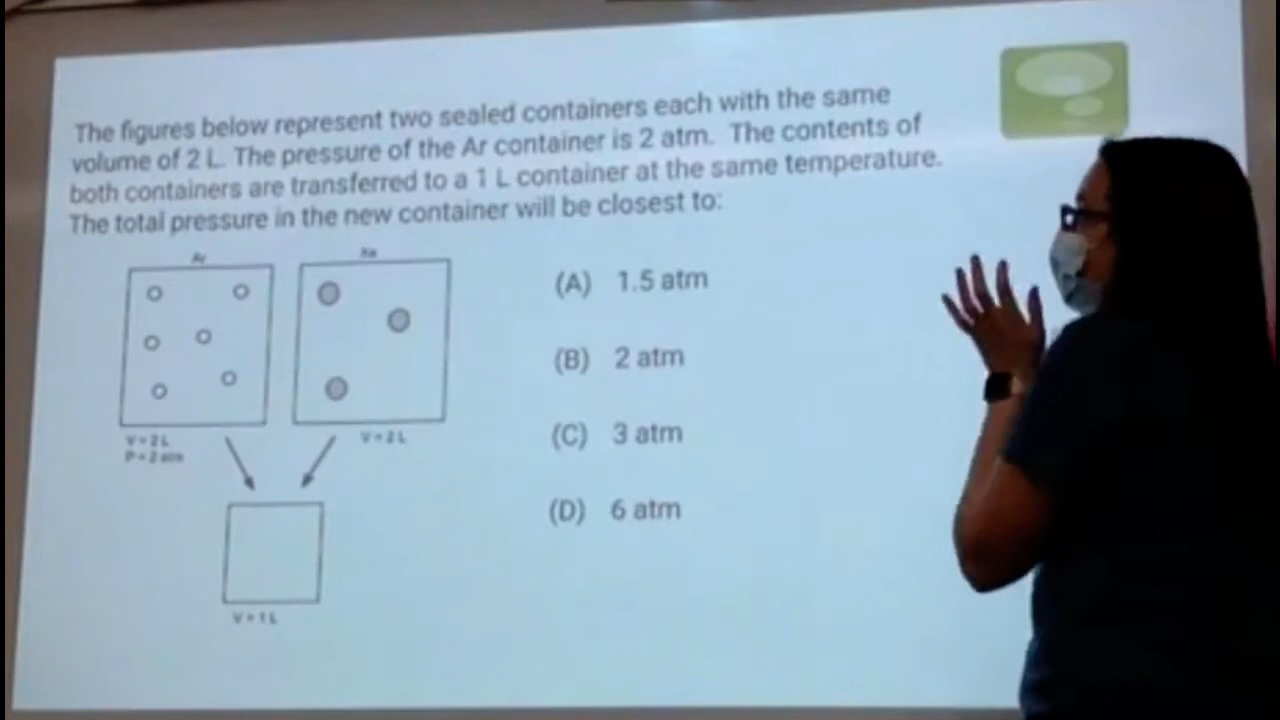 The figures below represent two sealed containers each with the same
volume of 2 L. The pressure of the Ar container is 2 atm. The contents of
both containers are transferred to a 1 L container at the same temperature.
The total pressure in the new container will be closest to:
Ar
(A) 1.5 atm
(B) 2 atm
V = 2 L
V = 2 L
P = 2 atm
(C) 3 atm
(D) 6 atm
V = 1 L